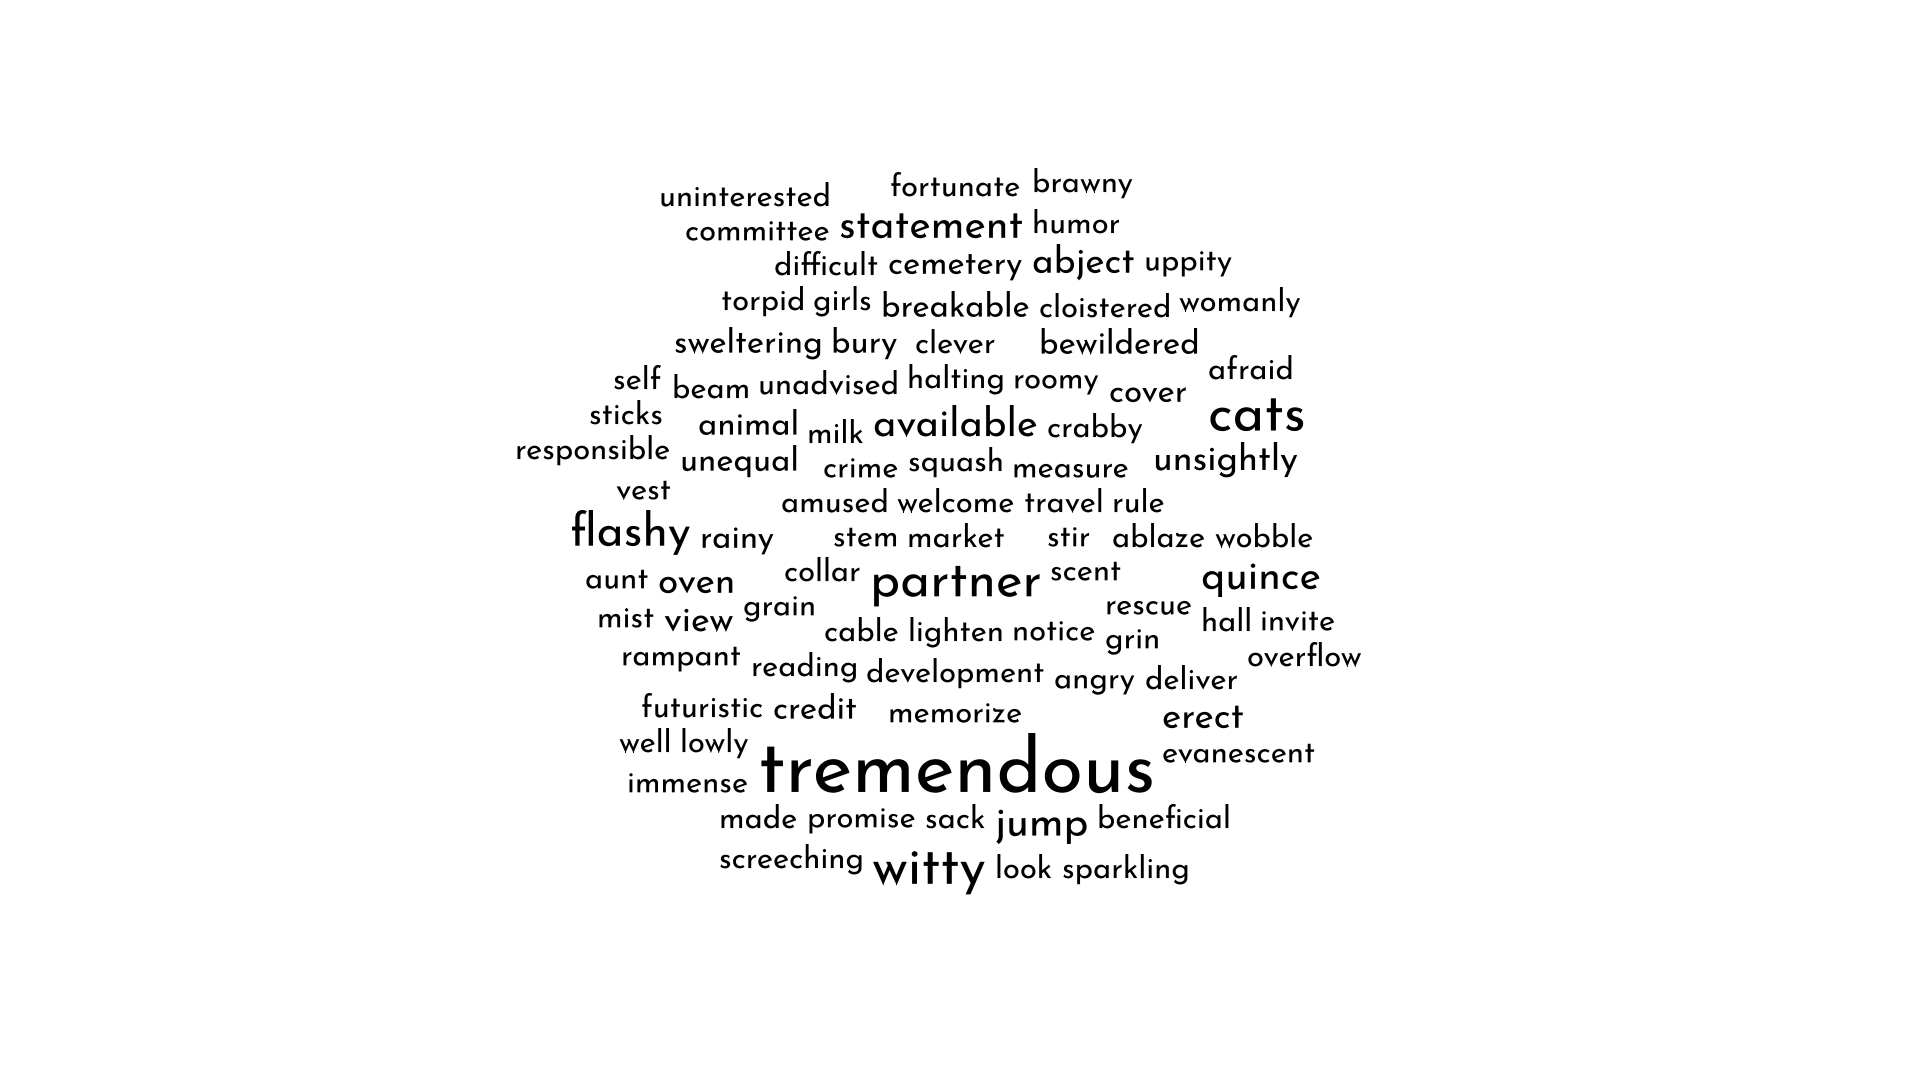 uninterested fortunate brawny
committee statement humor
difficult cemetery abject uppity
torpid girls breakable cloistered womanly
sweltering bury clever bewildered
self beam unadvised halting roomy cover afraid
sticks animal milk available crabby cats
responsible unequal crime squash measure unsightly
vest amused welcome travel rule
flashy rainy stem market stir ablaze wobble
aunt oven collar partner scent quince
mist view grain cable lighten notice rescue grin hall invite
rampant reading development angry deliver overflow
futuristic credit memorize erect
well lowly tremendous evanescent
immense
made promise sack jump beneficial
screeching witty look sparkling